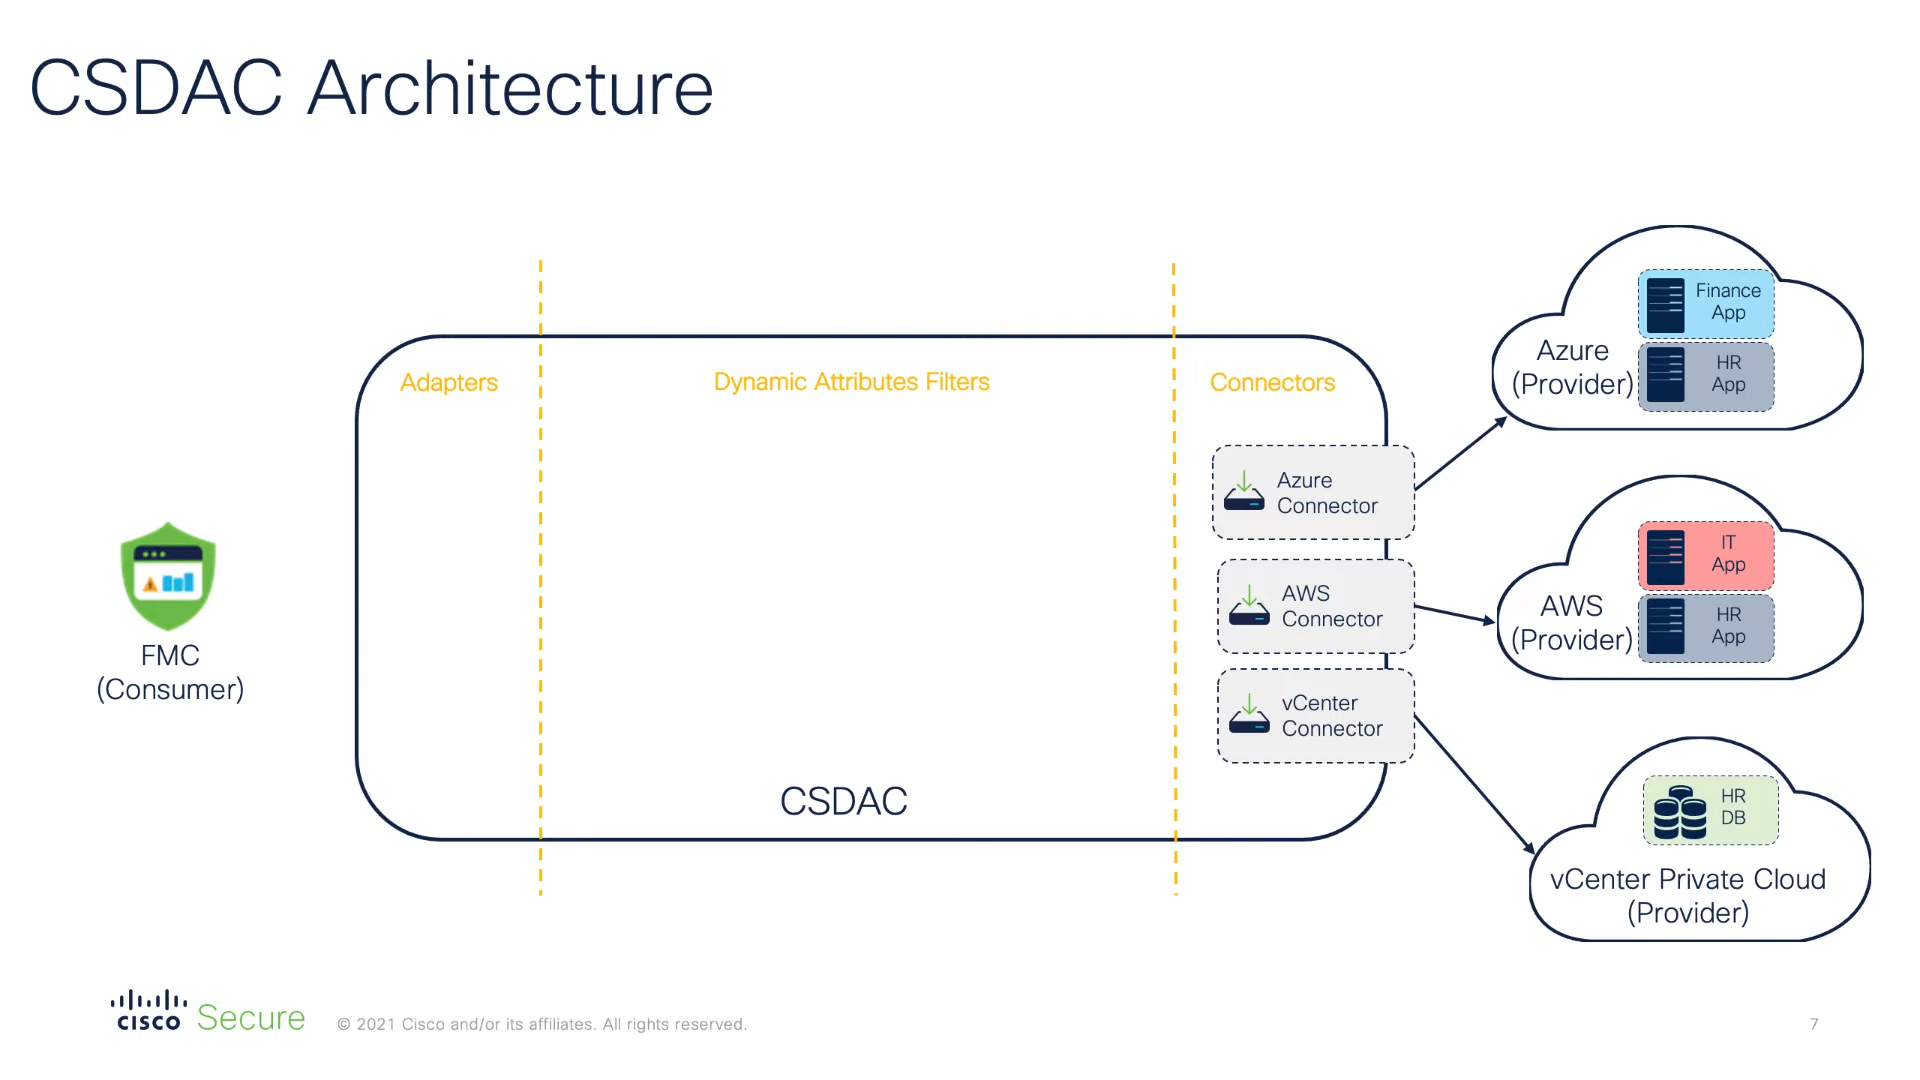 CSDAC Architecture
Adapters
Dynamic Attributes Filters
Connectors
FMC
(Consumer)
CSDAC
Azure
Connector
AWS
Connector
vCenter
Connector
Azure
(Provider)
Finance
App
HR
App
AWS
(Provider)
IT
App
HR
App
HR
DB
vCenter Private Cloud
(Provider)
cisco Secure
© 2021 Cisco and/or its affiliates. All rights reserved.
7